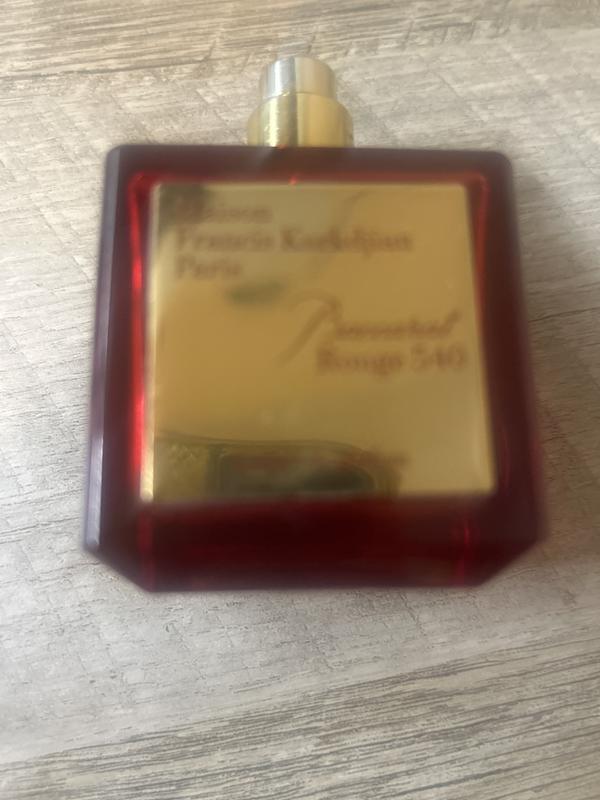 Maison
Francis Kurkdjian
Paris
Baccarat
Rouge 540